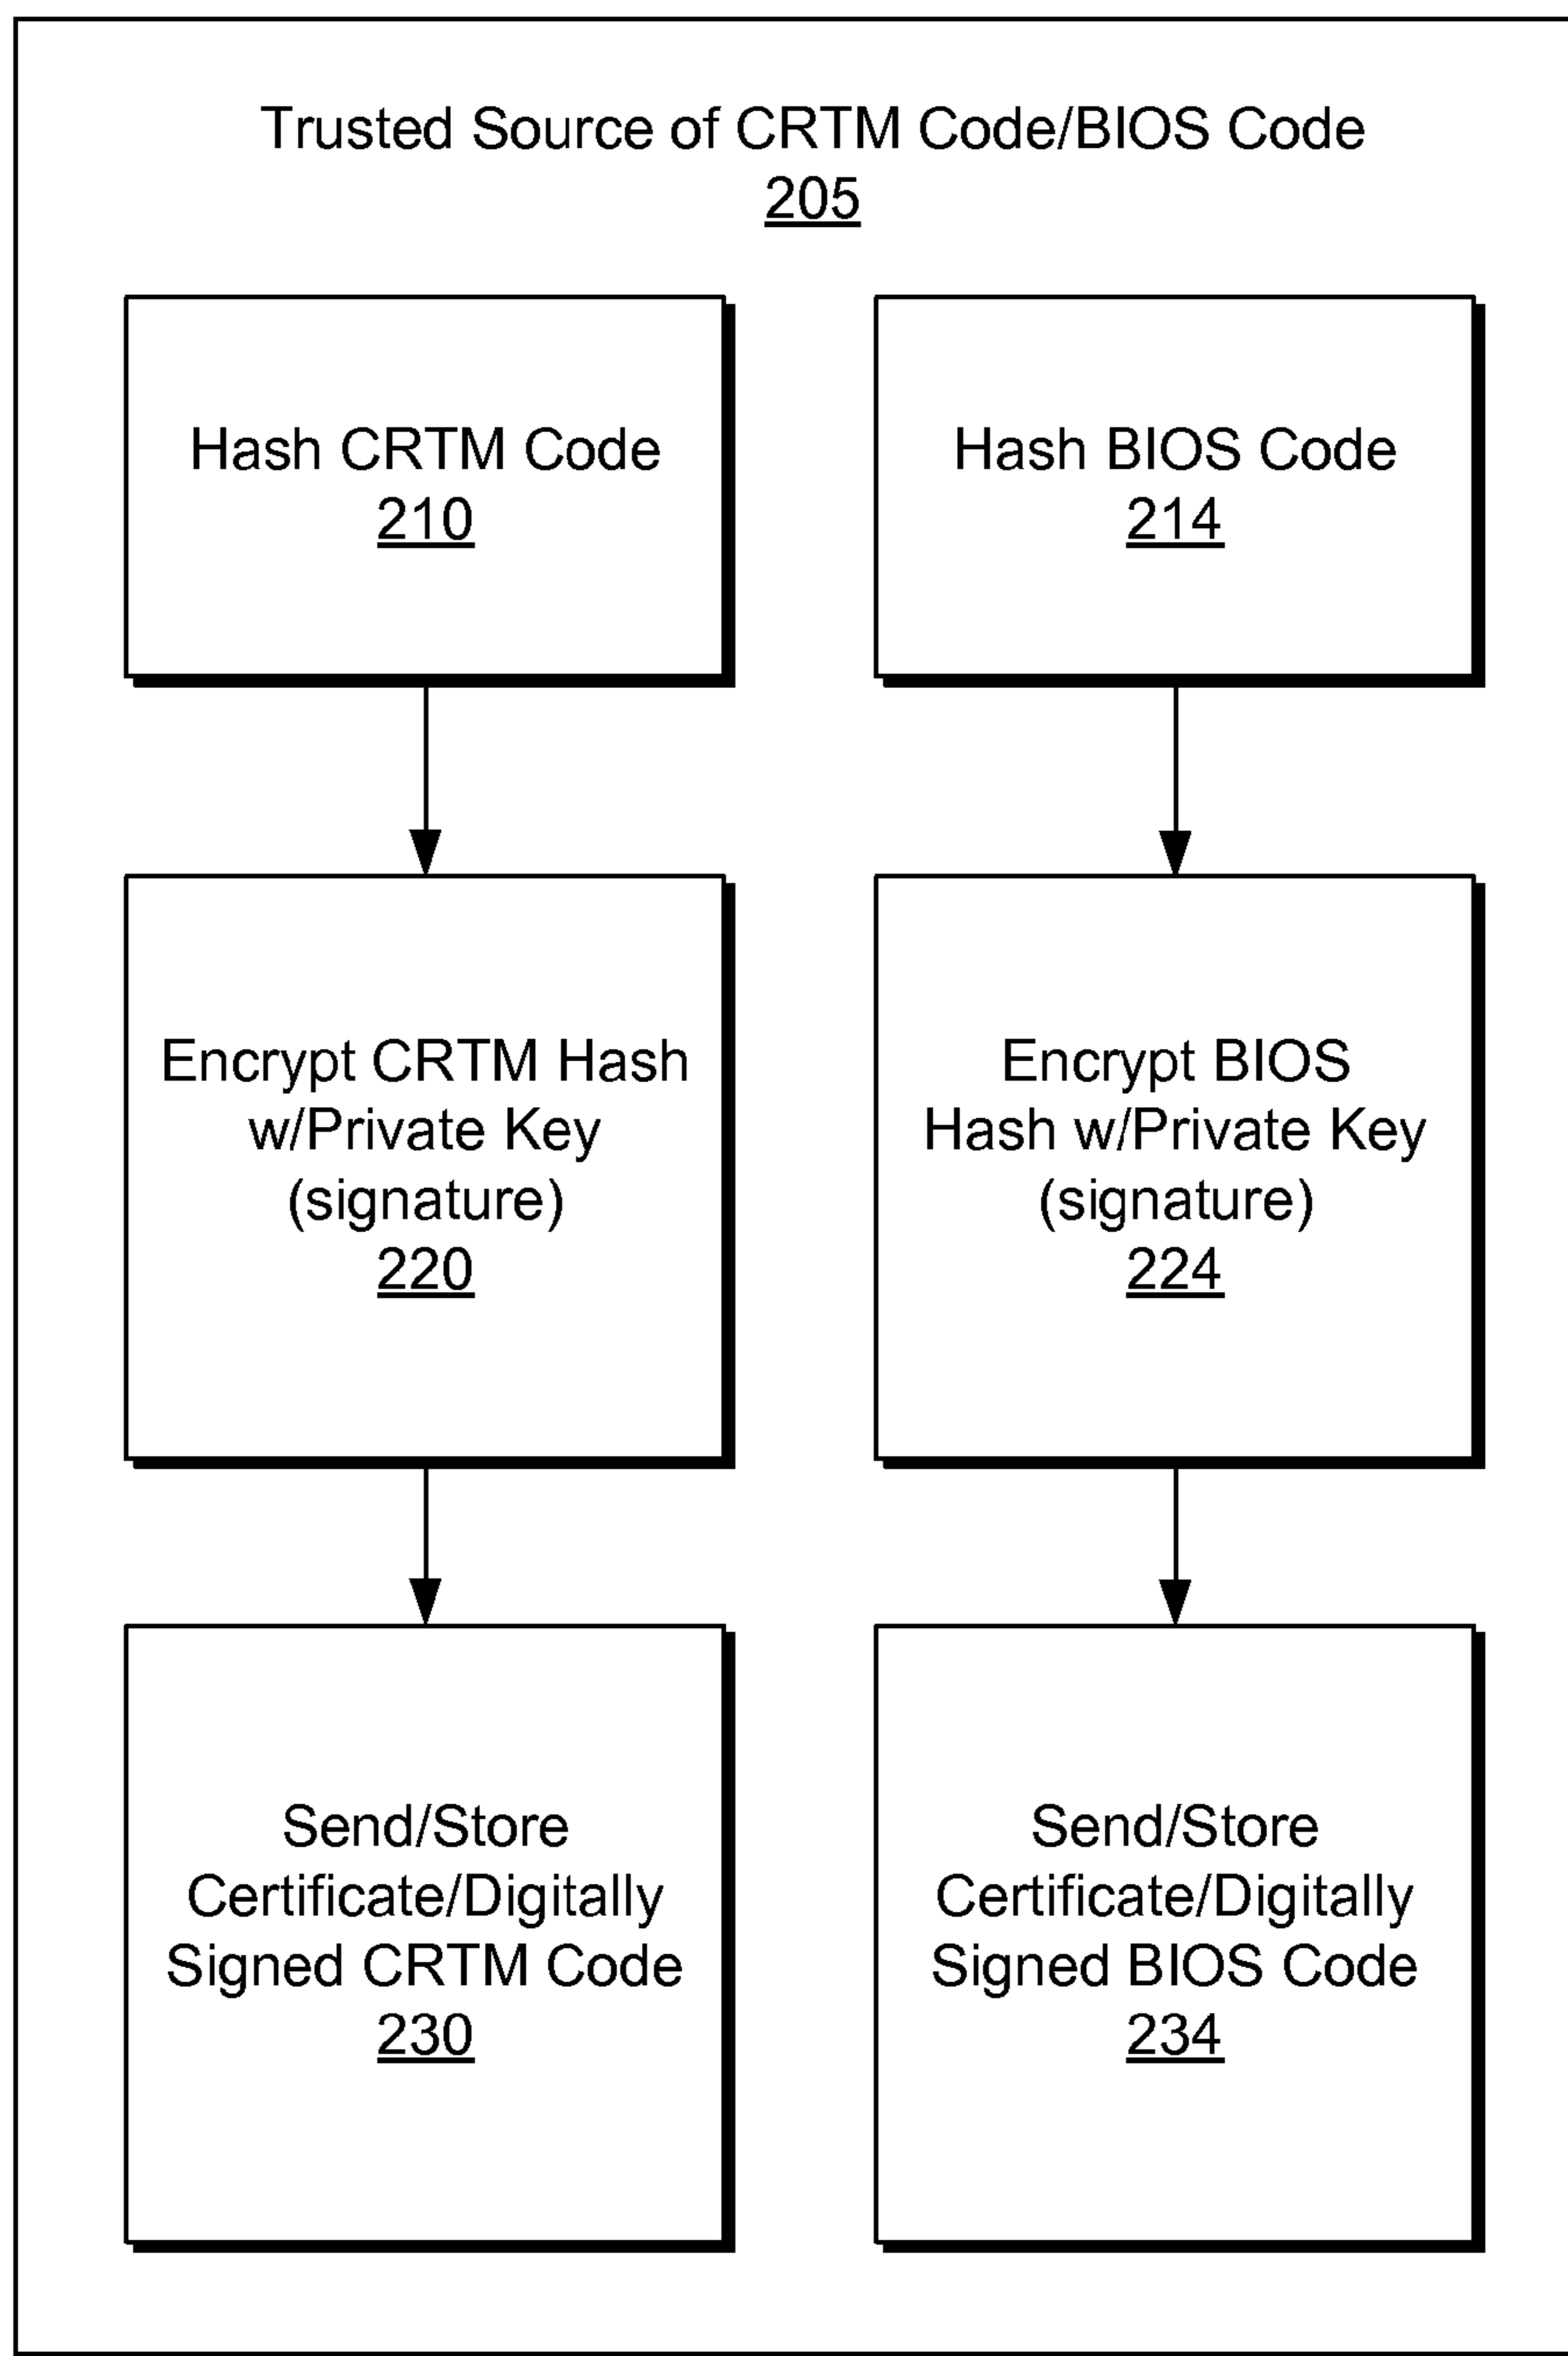 Trusted Source of CRTM Code/BIOS Code
205
Hash CRTM Code
210
Hash BIOS Code
214
Encrypt CRTM Hash
w/Private Key
(signature)
220
Encrypt BIOS
Hash w/Private Key
(signature)
224
Send/Store
Certificate/Digitally
Signed CRTM Code
230
Send/Store
Certificate/Digitally
Signed BIOS Code
234